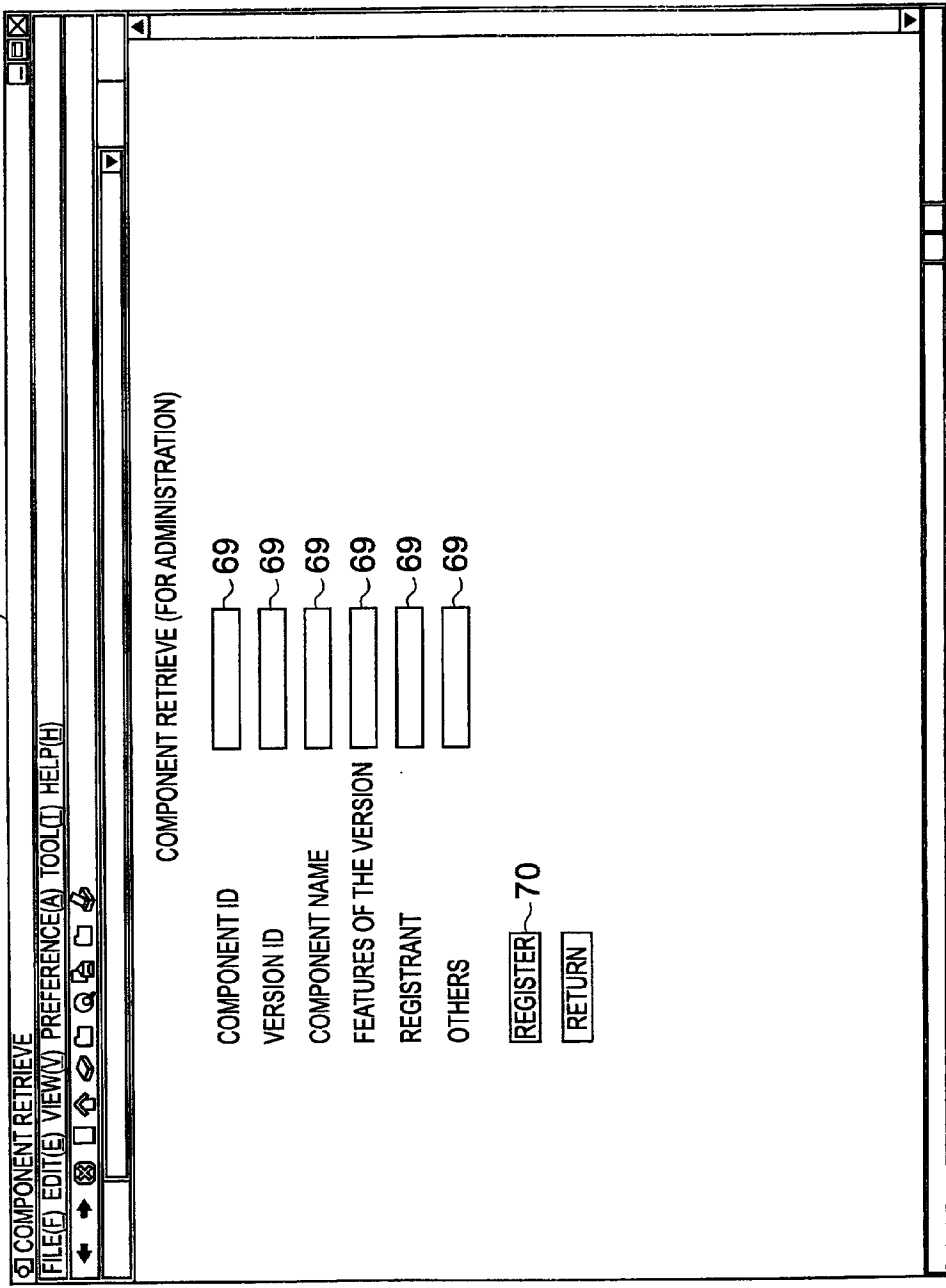 COMPONENT RETRIEVE
FILE(F) EDIT(E) VIEW(V) PREFERENCE(A) TOOL(T) HELP(H)
COMPONENT RETRIEVE (FOR ADMINISTRATION)
COMPONENT ID 69
VERSION ID 69
COMPONENT NAME 69
FEATURES OF THE VERSION 69
REGISTRANT 69
OTHERS 69
REGISTER 70
RETURN